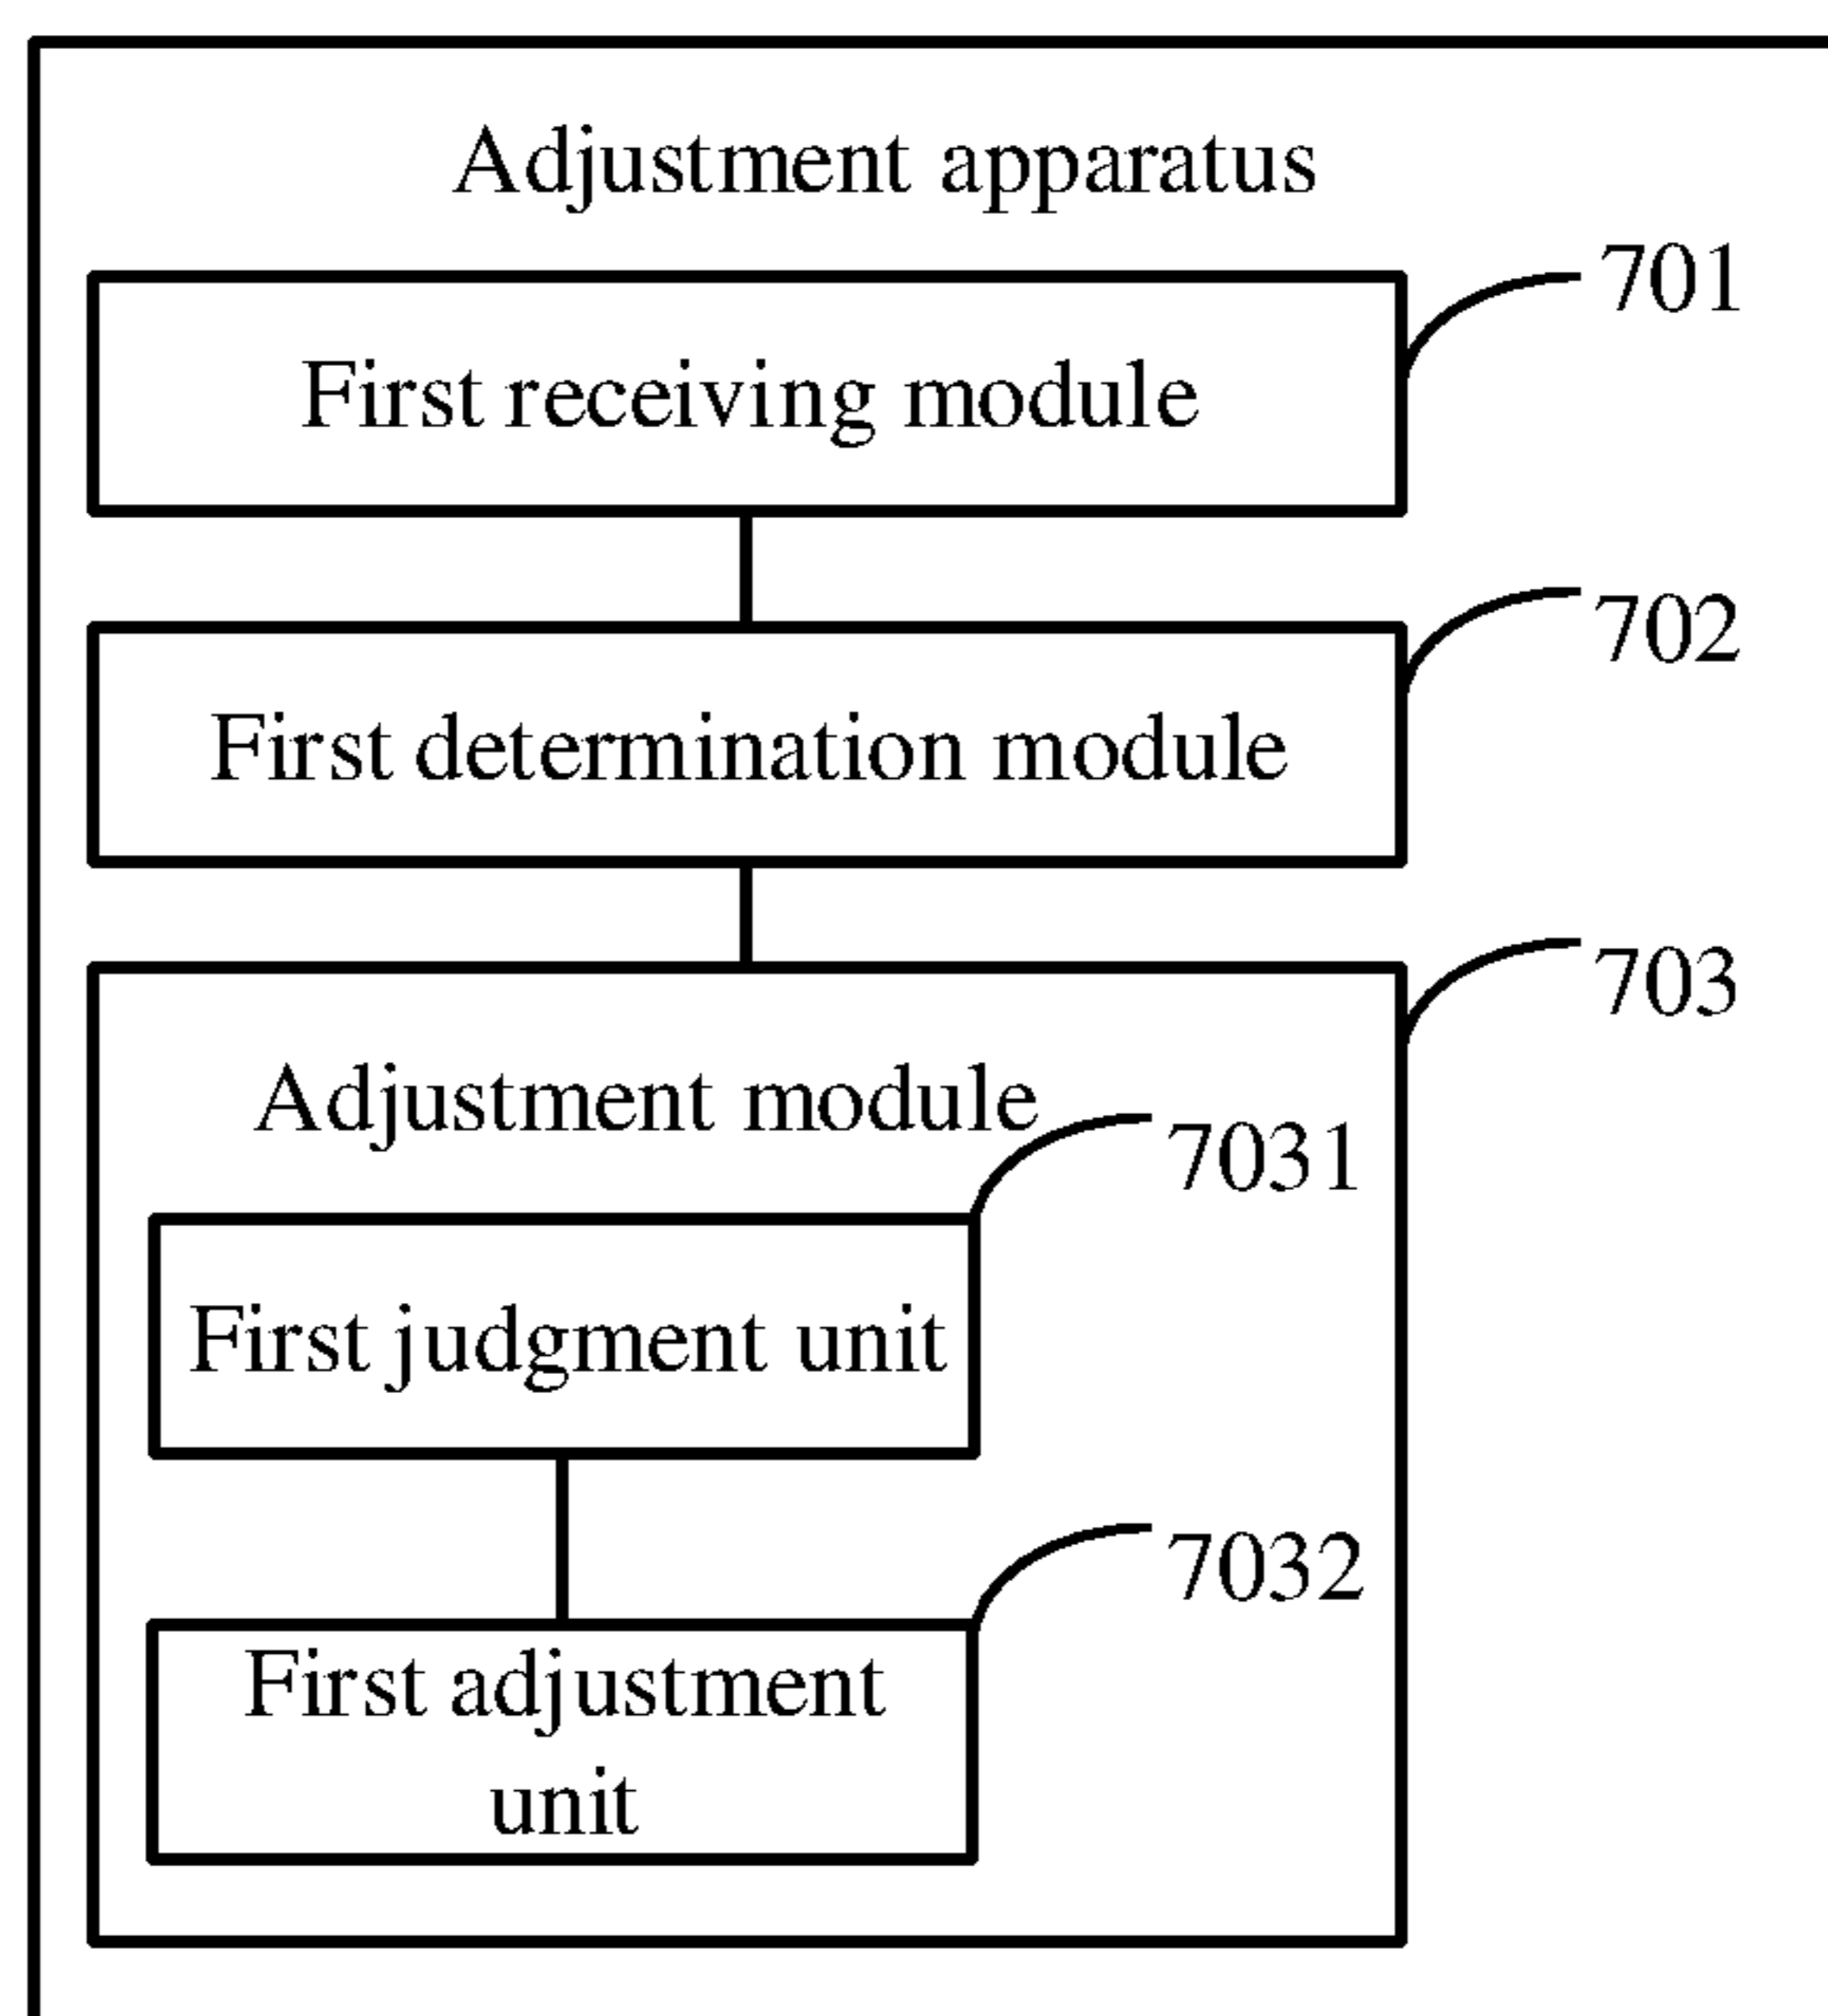 Adjustment apparatus
701
First receiving module
702
First determination module
703
Adjustment module
7031
First judgment unit
7032
First adjustment
unit